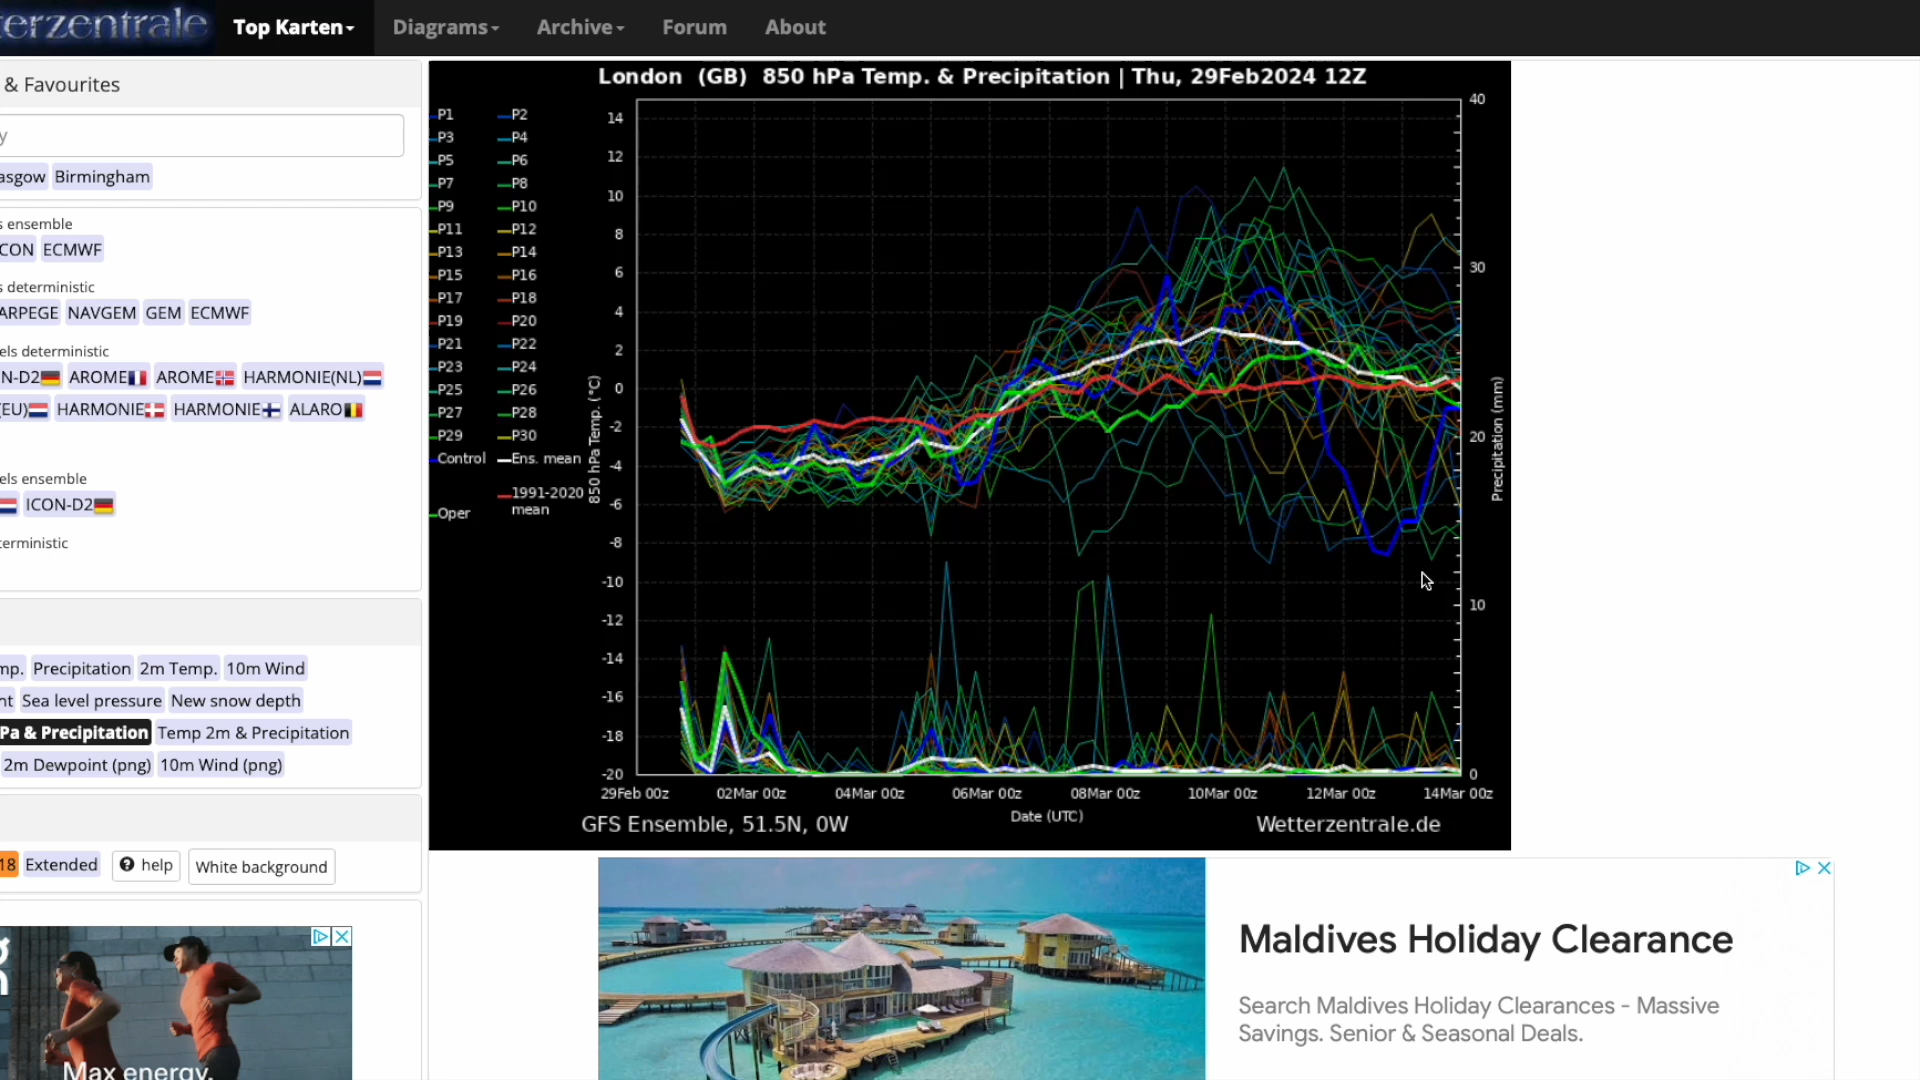 erzentrale Top Karten Diagrams Archive Forum About
& Favourites
y
asgow Birmingham
s ensemble
CON ECMWF
s deterministic
ARPEGE NAVGEM GEM ECMWF
els deterministic
N-D2 AROME AROME HARMONIE(NL)
(EU) HARMONIE HARMONIE ALARO
els ensemble
ICON-D2
terministic
mp. Precipitation 2m Temp. 10m Wind
nt Sea level pressure New snow depth
Pa & Precipitation Temp 2m & Precipitation
2m Dewpoint (png) 10m Wind (png)
18 Extended help White background
g
Max energy.
London (GB) 850 hPa Temp. & Precipitation | Thu, 29Feb2024 12Z
P1 P2
P3 P4
P5 P6
P7 P8
P9 P10
P11 P12
P13 P14
P15 P16
P17 P18
P19 P20
P21 P22
P23 P24
P25 P26
P27 P28
P29 P30
Control Ens. mean
1991-2020
mean
Oper
850 hPa Temp. (°C)
14
12
10
8
6
4
2
0
-2
-4
-6
-8
-10
-12
-14
-16
-18
-20
40
30
20
10
0
Precipitation (mm)
29Feb 00z 02Mar 00z 04Mar 00z 06Mar 00z 08Mar 00z 10Mar 00z 12Mar 00z 14Mar 00z
Date (UTC)
GFS Ensemble, 51.5N, 0W Wetterzentrale.de
Maldives Holiday Clearance
Search Maldives Holiday Clearances - Massive
Savings. Senior & Seasonal Deals.